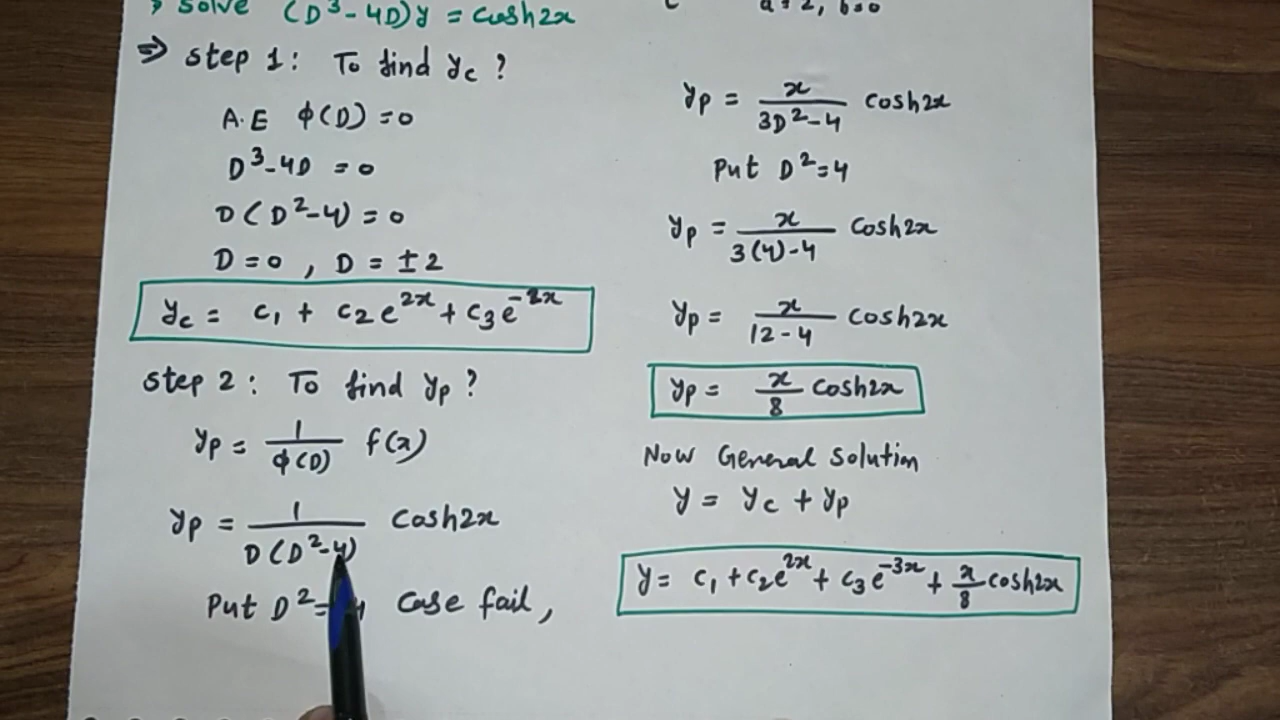 Solve (D³-4D)y = Cosh2x
⇒ Step 1: To find yc ?
A.E ϕ(D) = 0
D³-4D = 0
D(D²-4) = 0
D = 0 , D = ±2
yc = c₁ + c₂e^2x + c₃e^-2x
Step 2: To find yp ?
yp = 1/ϕ(D) f(x)
yp = 1/D(D²-4) Cosh2x
Put D²=4 Case fail,
a=2, b=0
yp = x/3D²-4 Cosh2x
Put D²=4
yp = x/3(4)-4 Cosh2x
yp = x/12-4 Cosh2x
yp = x/8 Cosh2x
Now General Solution
y = yc + yp
y = c₁+c₂e^2x + c₃e^-3x + x/8 Cosh2x